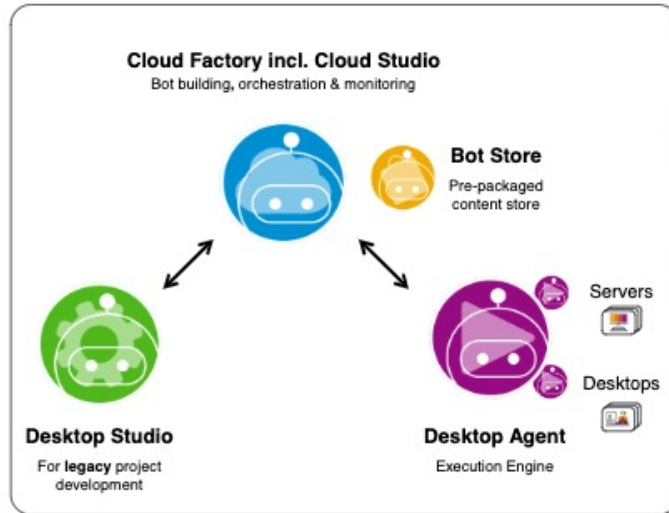 Cloud Factory incl. Cloud Studio
Bot building, orchestration & monitoring
Bot Store
Pre-packaged
content store
Servers
Desktops
Desktop Studio
For legacy project
development
Desktop Agent
Execution Engine